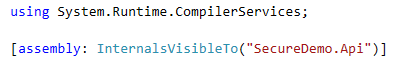 using System.Runtime.CompilerServices;
[assembly: InternalsVisibleTo("SecureDemo.Api")]